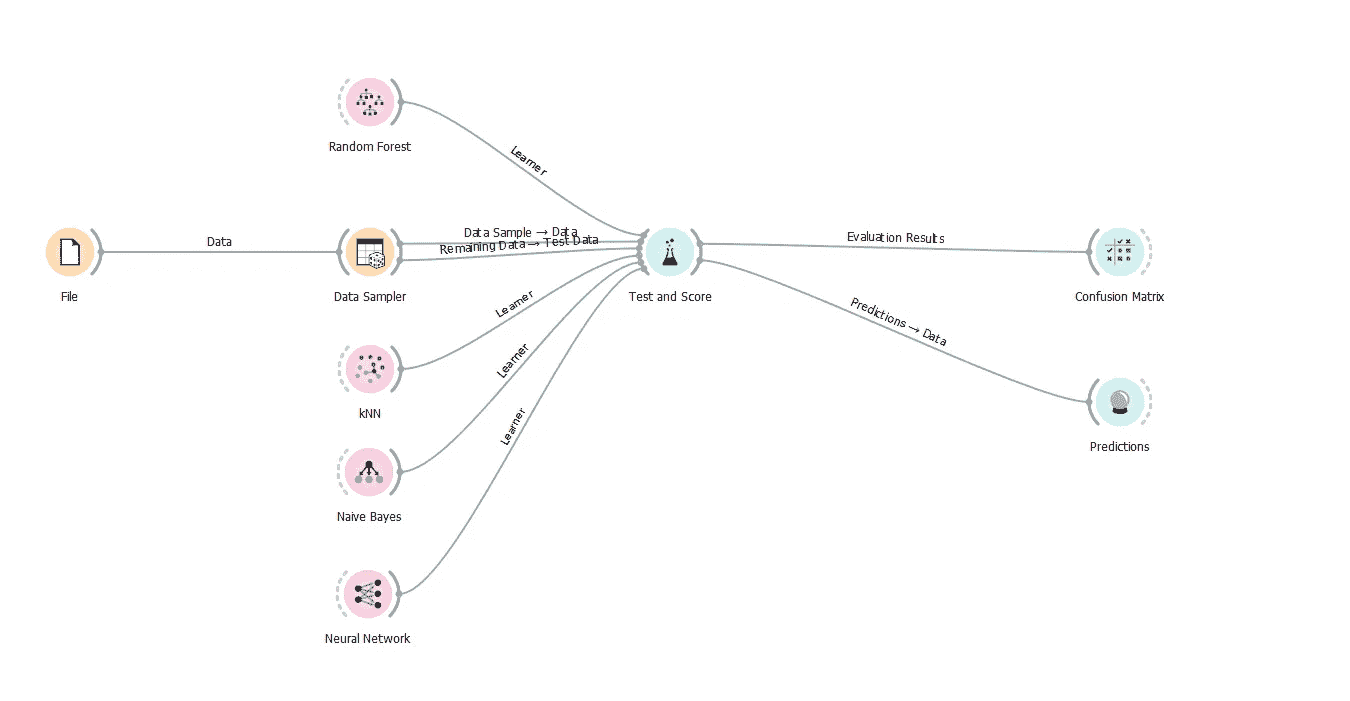 Random Forest
Learner
File
Data
Data Sampler
Data Sample → Data
Remaining Data → Test Data
Test and Score
Evaluation Results
Confusion Matrix
Learner
kNN
Predictions → Data
Predictions
Learner
Naive Bayes
Learner
Neural Network